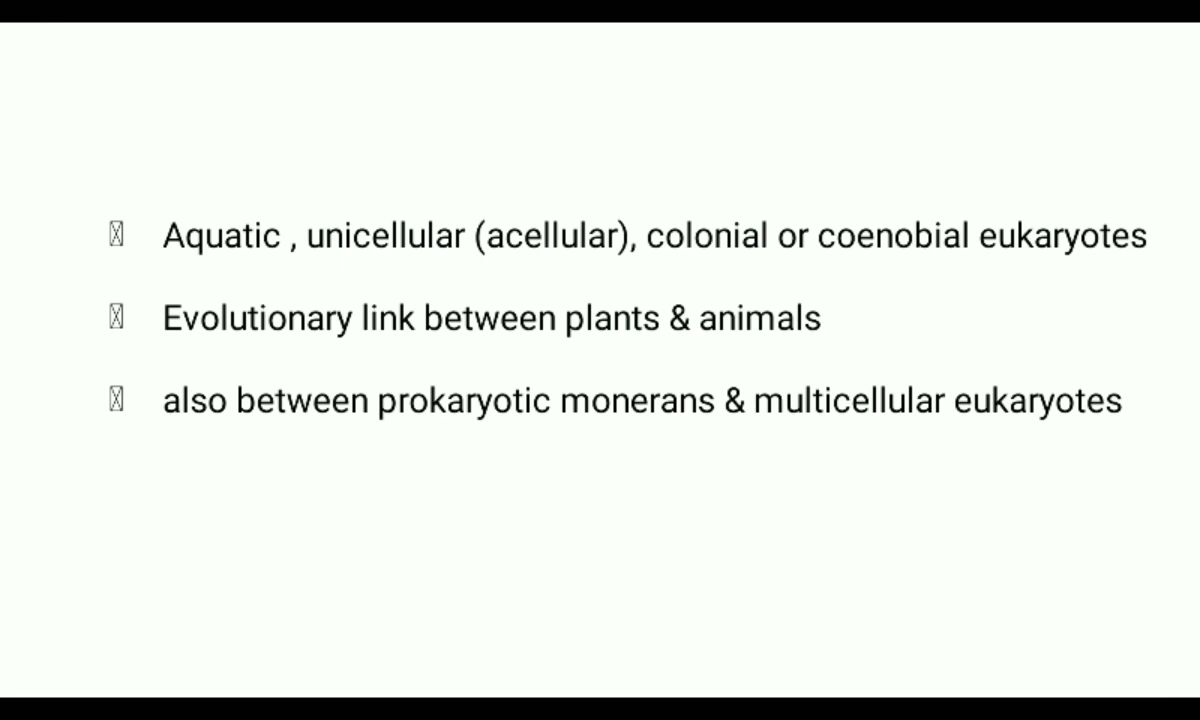 Aquatic , unicellular (acellular), colonial or coenobial eukaryotes
Evolutionary link between plants & animals
also between prokaryotic monerans & multicellular eukaryotes